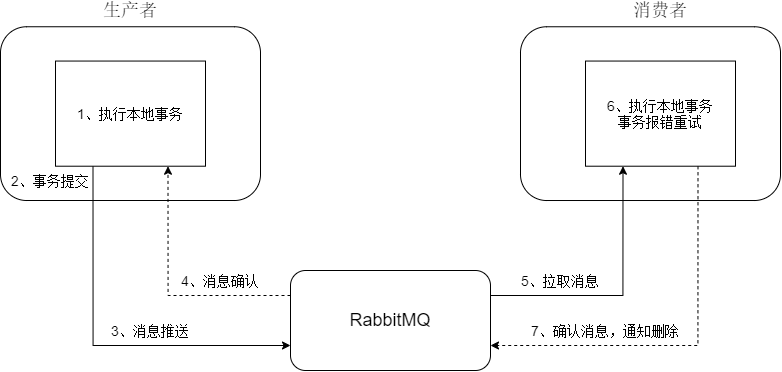 生产者
消费者
1、执行本地事务
6、执行本地事务
事务报错重试
2、事务提交
4、消息确认
5、拉取消息
RabbitMQ
3、消息推送
7、确认消息，通知删除